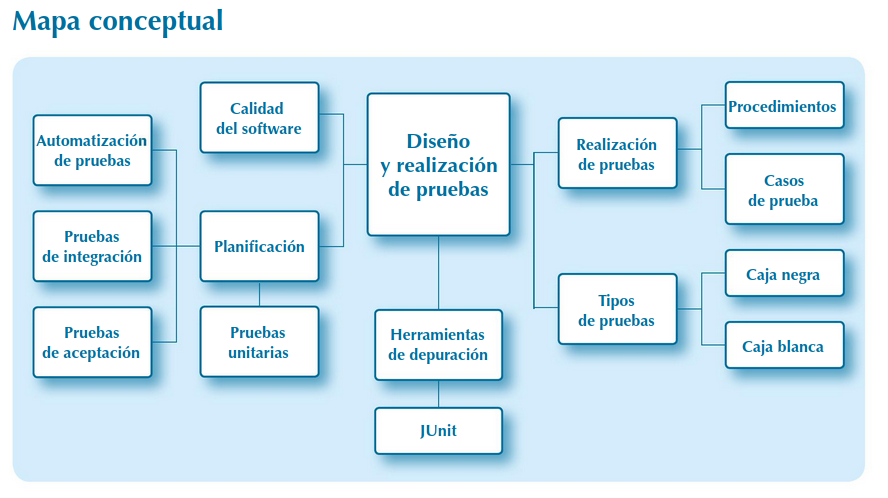 Mapa conceptual
Calidad
del software
Automatización
de pruebas
Pruebas
de integración
Planificación
Pruebas
de aceptación
Pruebas
unitarias
Diseño
y realización
de pruebas
Herramientas
de depuración
JUnit
Realización
de pruebas
Procedimientos
Casos
de prueba
Tipos
de pruebas
Caja negra
Caja blanca